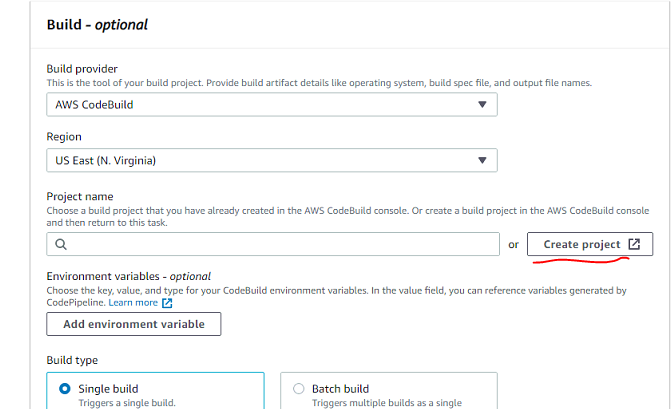 Build - optional
Build provider
This is the tool of your build project. Provide build artifact details like operating system, build spec file, and output file names.
AWS CodeBuild
Region
US East (N. Virginia)
Project name
Choose a build project that you have already created in the AWS CodeBuild console. Or create a build project in the AWS CodeBuild console
and then return to this task.
or Create project
Environment variables - optional
Choose the key, value, and type for your CodeBuild environment variables. In the value field, you can reference variables generated by
CodePipeline. Learn more
Add environment variable
Build type
Single build
Triggers a single build.
Batch build
Triggers multiple builds as a single